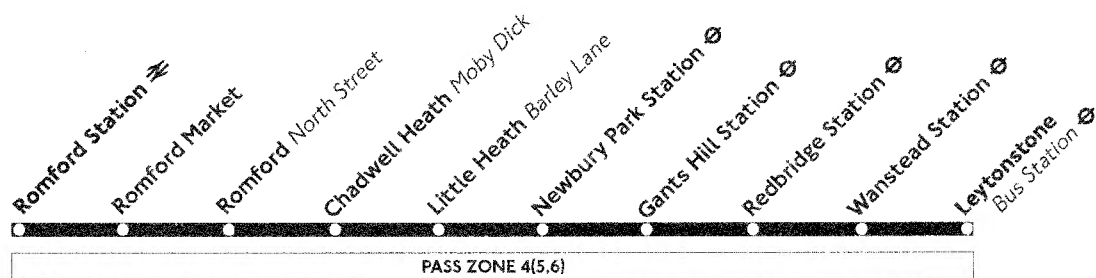 Romford Station
Romford Market
Romford North Street
Chadwell Heath Moby Dick
Little Heath Barley Lane
Newbury Park Station
Gants Hill Station
Redbridge Station
Wanstead Station
Leytonstone
Bus Station
PASS ZONE 4(5,6)